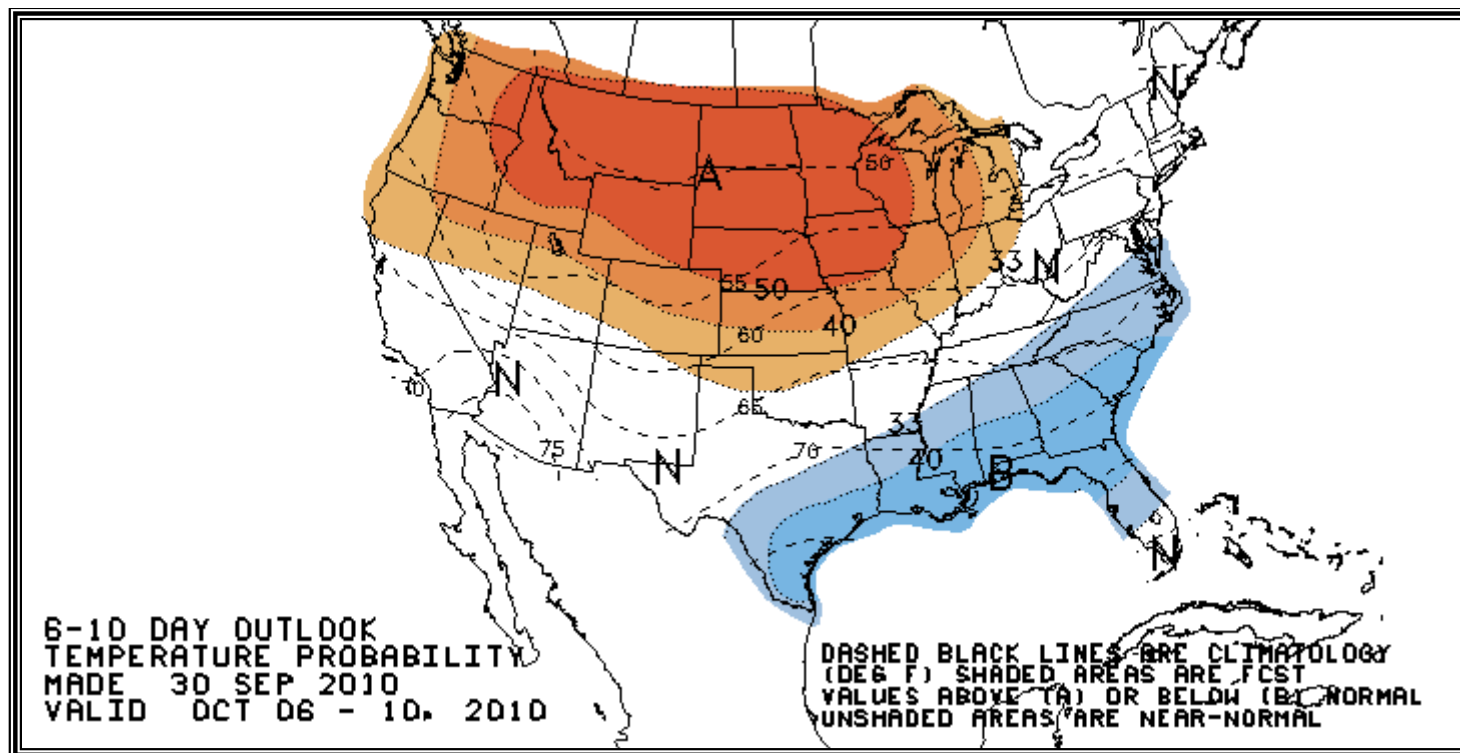 N
50
A
33
N
55
50
40
60
N
70
65
33
75
70
N
40
B
N
6-10 DAY OUTLOOK
TEMPERATURE PROBABILITY
MADE 30 SEP 2010
VALID OCT 06 - 10, 2010
DASHED BLACK LINES ARE CLIMATOLOGY
(DEG F) SHADED AREAS ARE FCST
VALUES ABOVE (A) OR BELOW (B) NORMAL
UNSHADED AREAS ARE NEAR-NORMAL